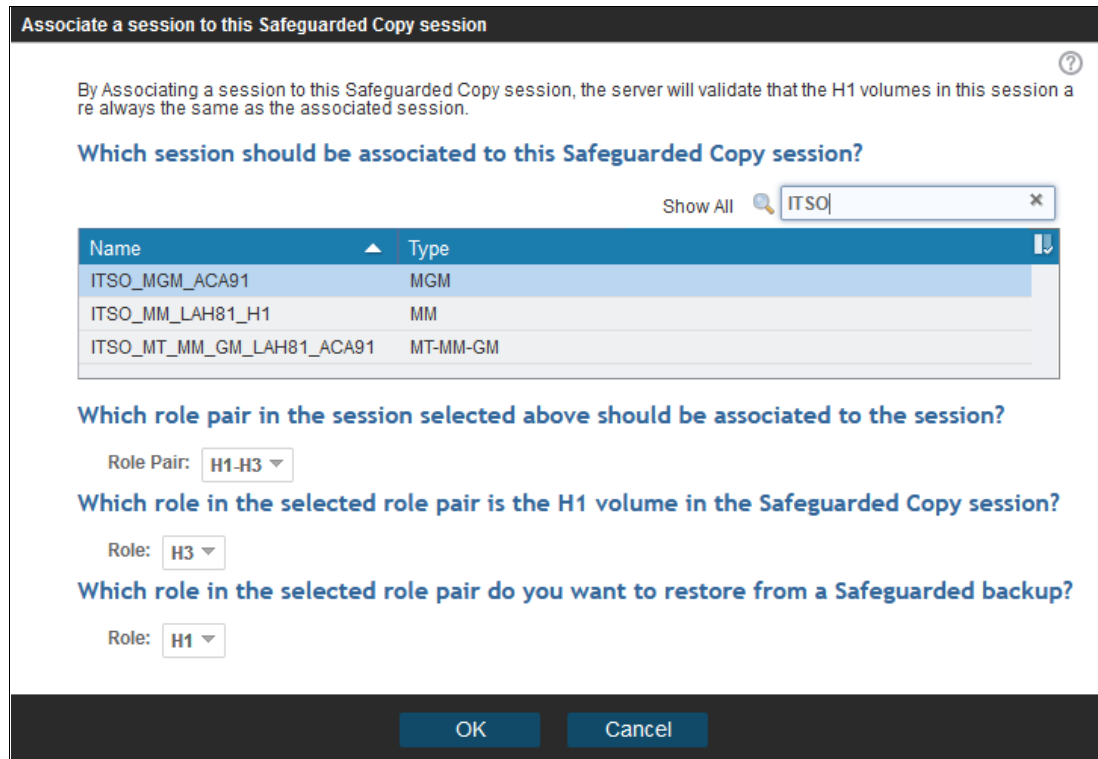 Associate a session to this Safeguarded Copy session
?
By Associating a session to this Safeguarded Copy session, the server will validate that the H1 volumes in this session a
re always the same as the associated session.
Which session should be associated to this Safeguarded Copy session?
Show All ITSO ×
Name Type
ITSO_MGM_ACA91 MGM
ITSO_MM_LAH81_H1 MM
ITSO_MT_MM_GM_LAH81_ACA91 MT-MM-GM
Which role pair in the session selected above should be associated to the session?
Role Pair: H1-H3
Which role in the selected role pair is the H1 volume in the Safeguarded Copy session?
Role: H3
Which role in the selected role pair do you want to restore from a Safeguarded backup?
Role: H1
OK Cancel